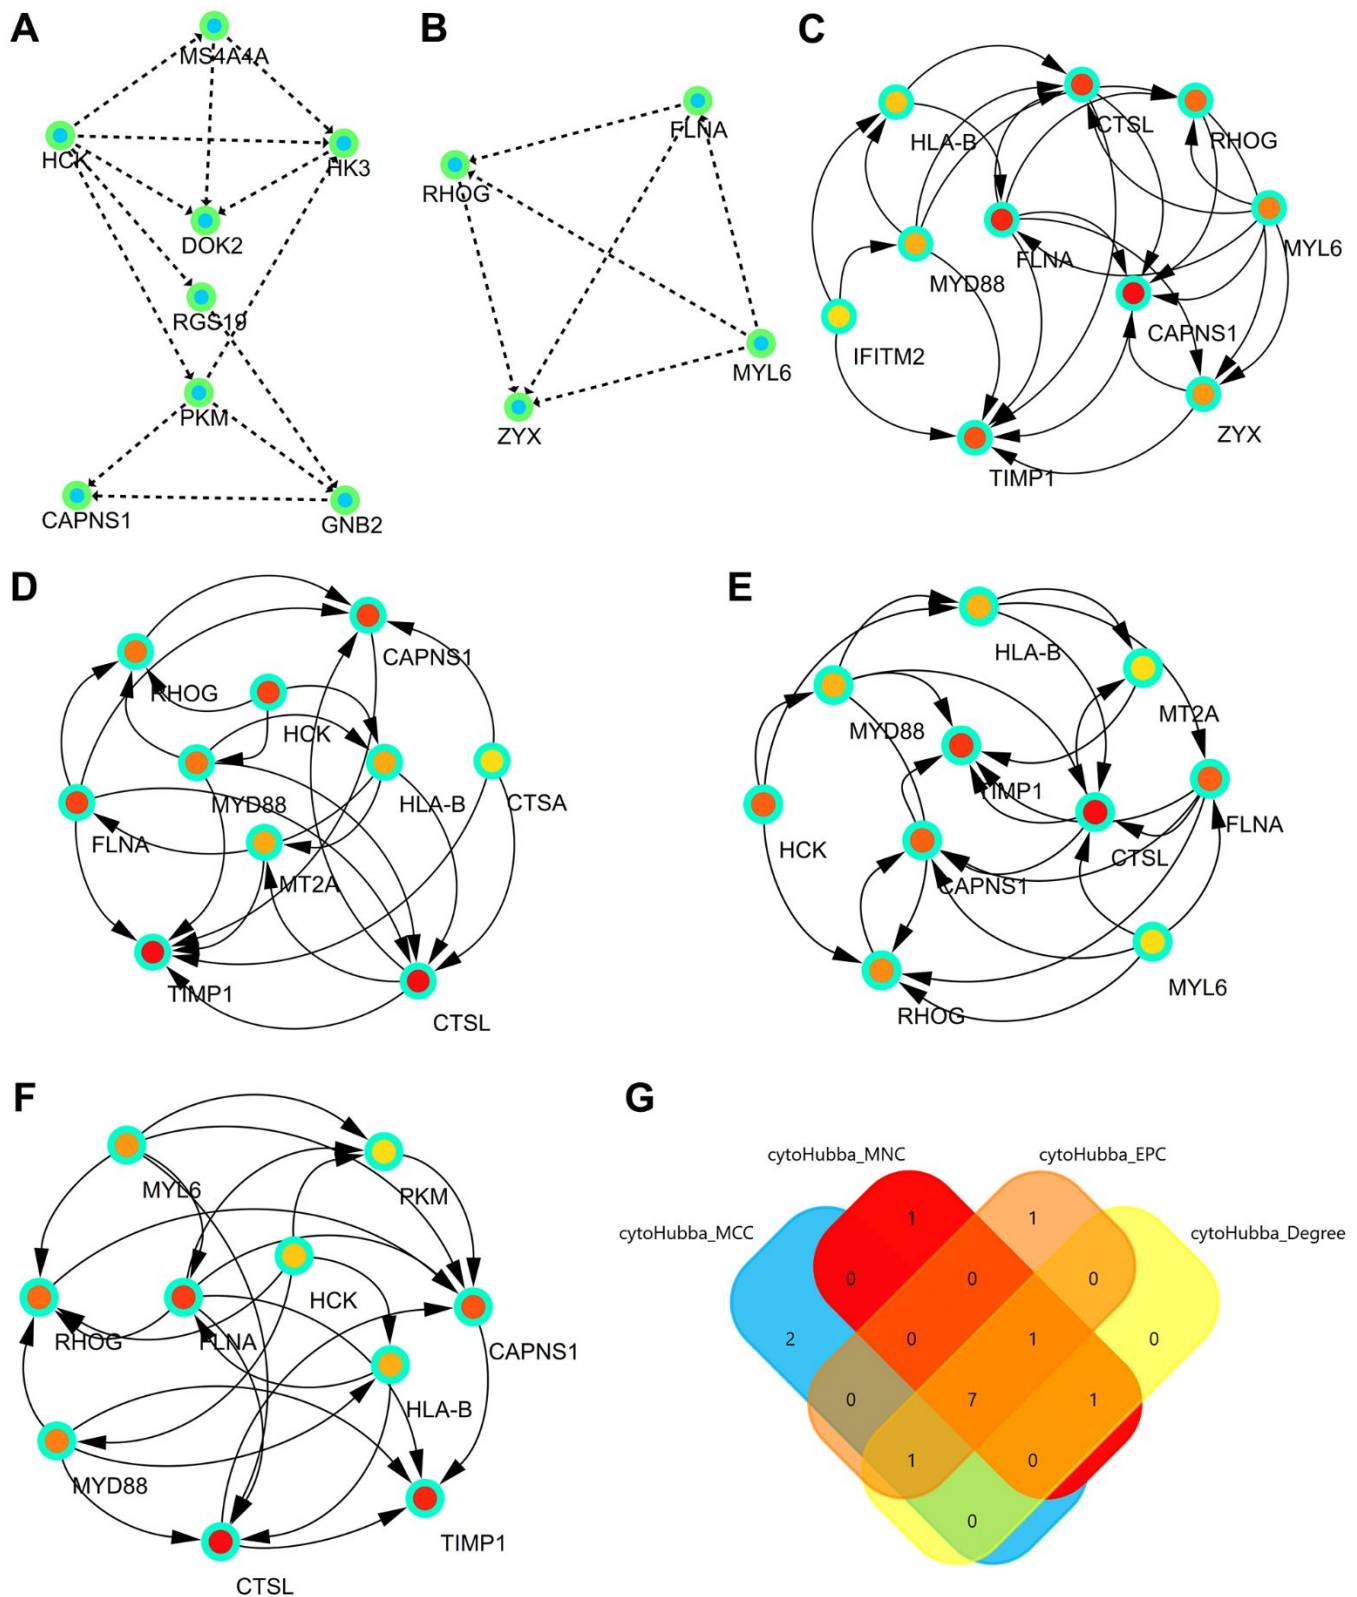 A
MS4A4A
HCK
HK3
DOK2
RGS19
PKM
CAPNS1
GNB2
B
FLNA
RHOG
MYL6
ZYX
C
CTSL
RHOG
HLA-B
MYL6
FLNA
MYD88
CAPNS1
IFITM2
ZYX
TIMP1
D
CAPNS1
RHOG
HCK
MYD88
HLA-B
CTSA
FLNA
MT2A
TIMP1
CTSL
E
HLA-B
MT2A
MYD88
TIMP1
FLNA
HCK
CTSL
CAPNS1
MYL6
RHOG
F
MYL6
PKM
HCK
RHOG
FLNA
CAPNS1
HLA-B
MYD88
TIMP1
CTSL
G
cytoHubba_MNC
cytoHubba_EPC
cytoHubba_MCC
cytoHubba_Degree
1
1
0
0
0
2
0
1
0
0
7
1
1
0
0